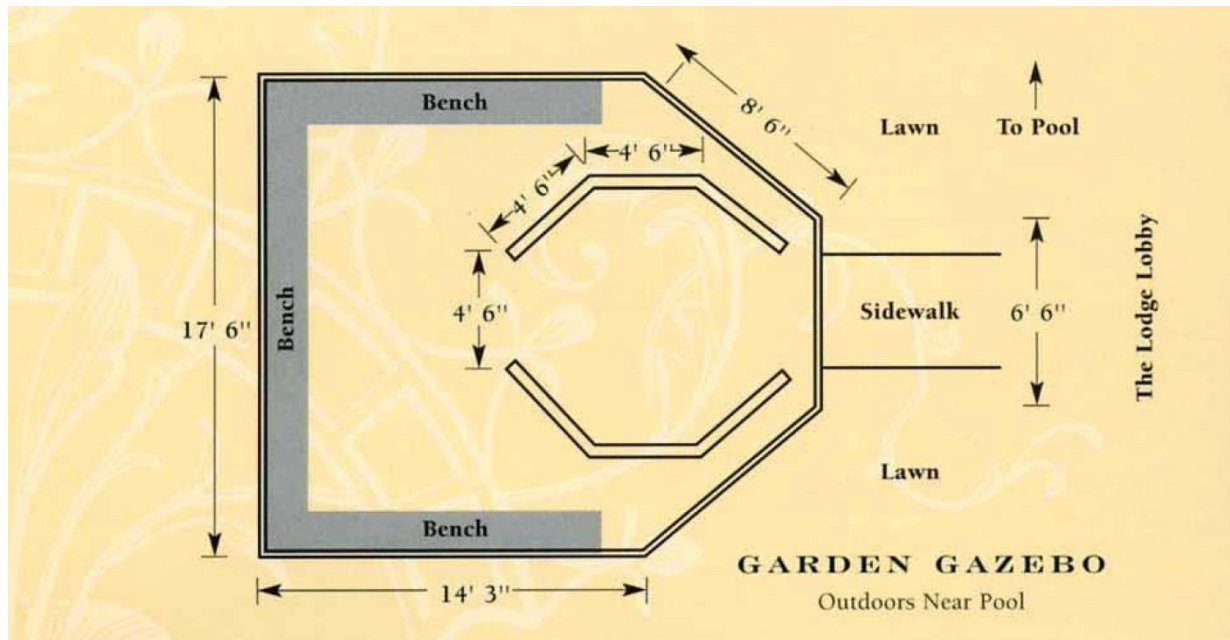 Bench
8' 6"
Lawn
To Pool
4' 6"
4' 6"
17' 6"
Bench
4' 6"
Sidewalk
6' 6"
The Lodge Lobby
Lawn
Bench
14' 3"
GARDEN GAZEBO
Outdoors Near Pool